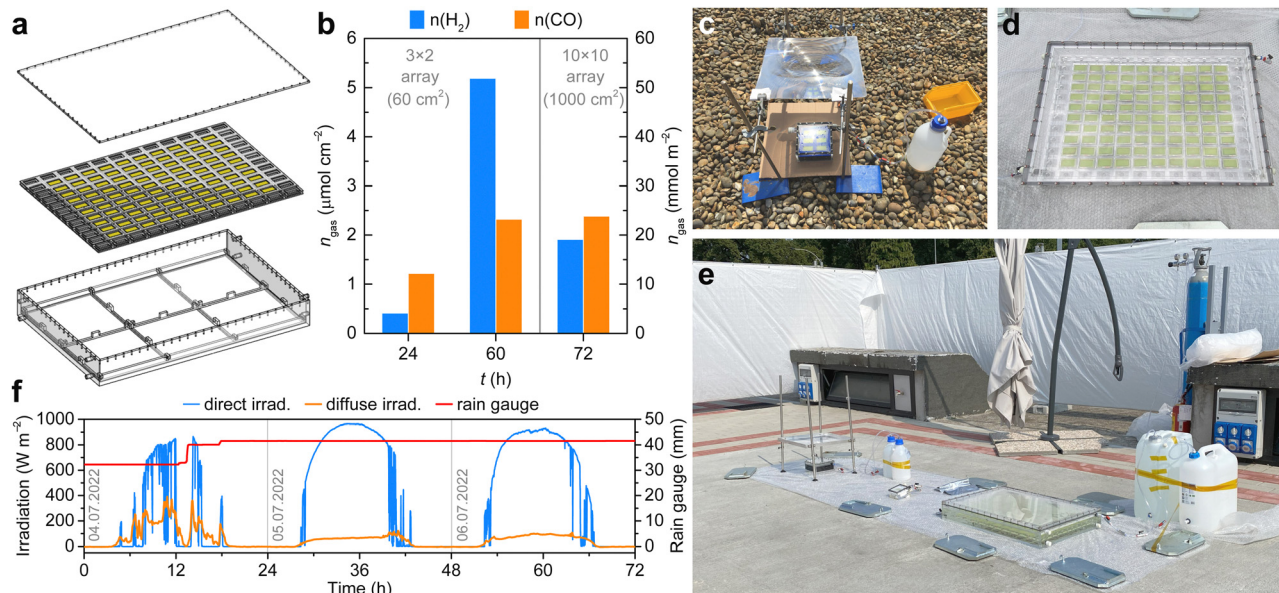 a
b
n(H₂) n(CO)
n_gas (μmol cm⁻²)
6
5
4
3
2
1
0
3×2
array
(60 cm²)
10×10
array
(1000 cm²)
60
50
40
30
20
10
0
n_gas (mmol m⁻²)
24 60 72
t (h)
c
d
e
f
direct irrad. diffuse irrad. rain gauge
Irradiation (W m⁻²)
1000
800
600
400
200
0
04.07.2022
05.07.2022
06.07.2022
50
40
30
20
10
0
Rain gauge (mm)
0 12 24 36 48 60 72
Time (h)